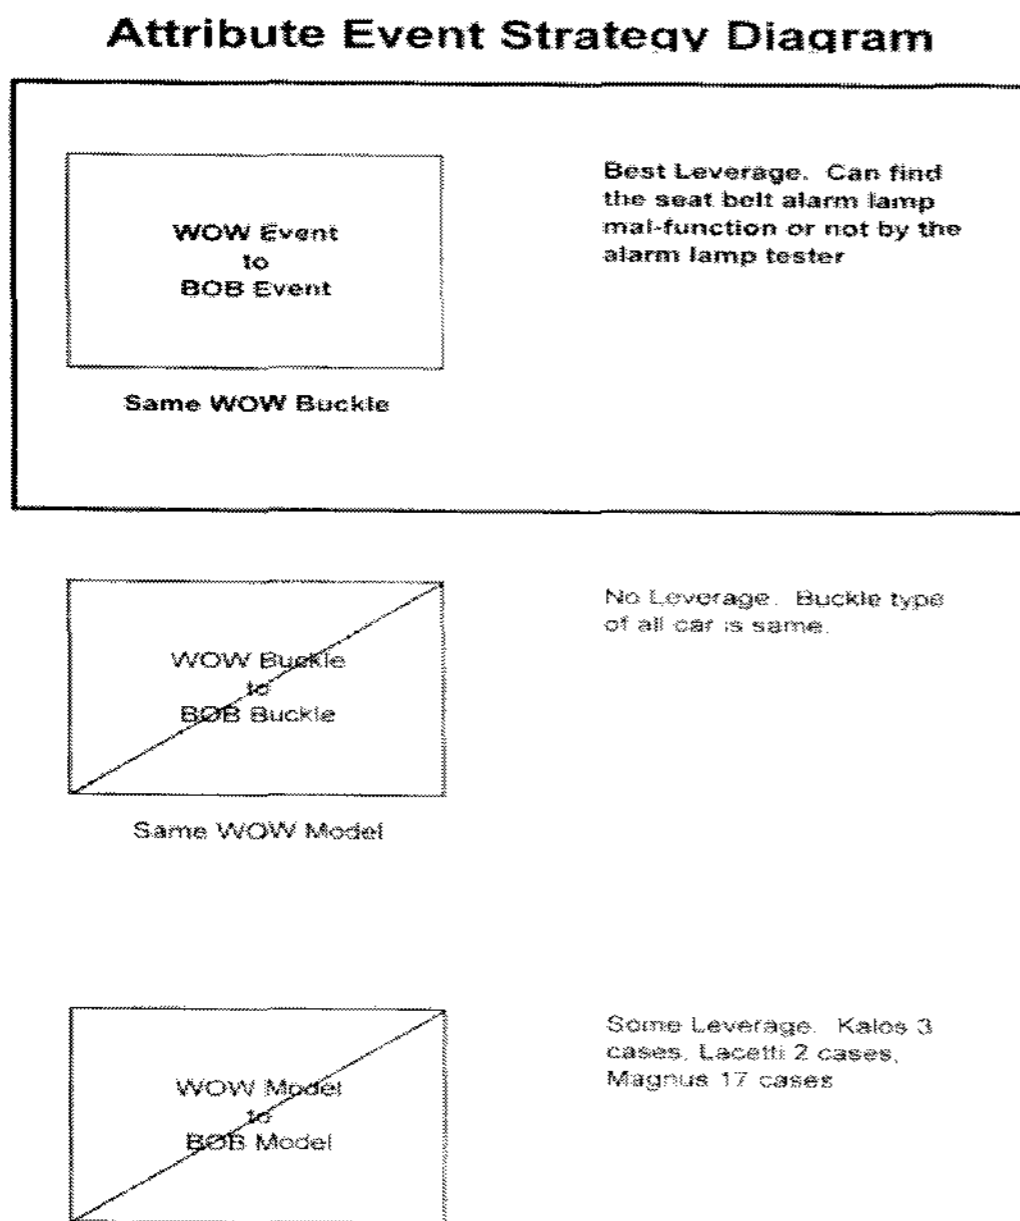 Attribute Event Strategy Diagram
WOW Event
to
BOB Event
Same WOW Buckle
Best Leverage. Can find
the seat belt alarm lamp
mal-function or not by the
alarm lamp tester
WOW Buckle
to
BOB Buckle
Same WOW Model
No Leverage. Buckle type
of all car is same.
WOW Model
to
BOB Model
Some Leverage. Kalos 3
cases, Lacetti 2 cases,
Magnus 17 cases